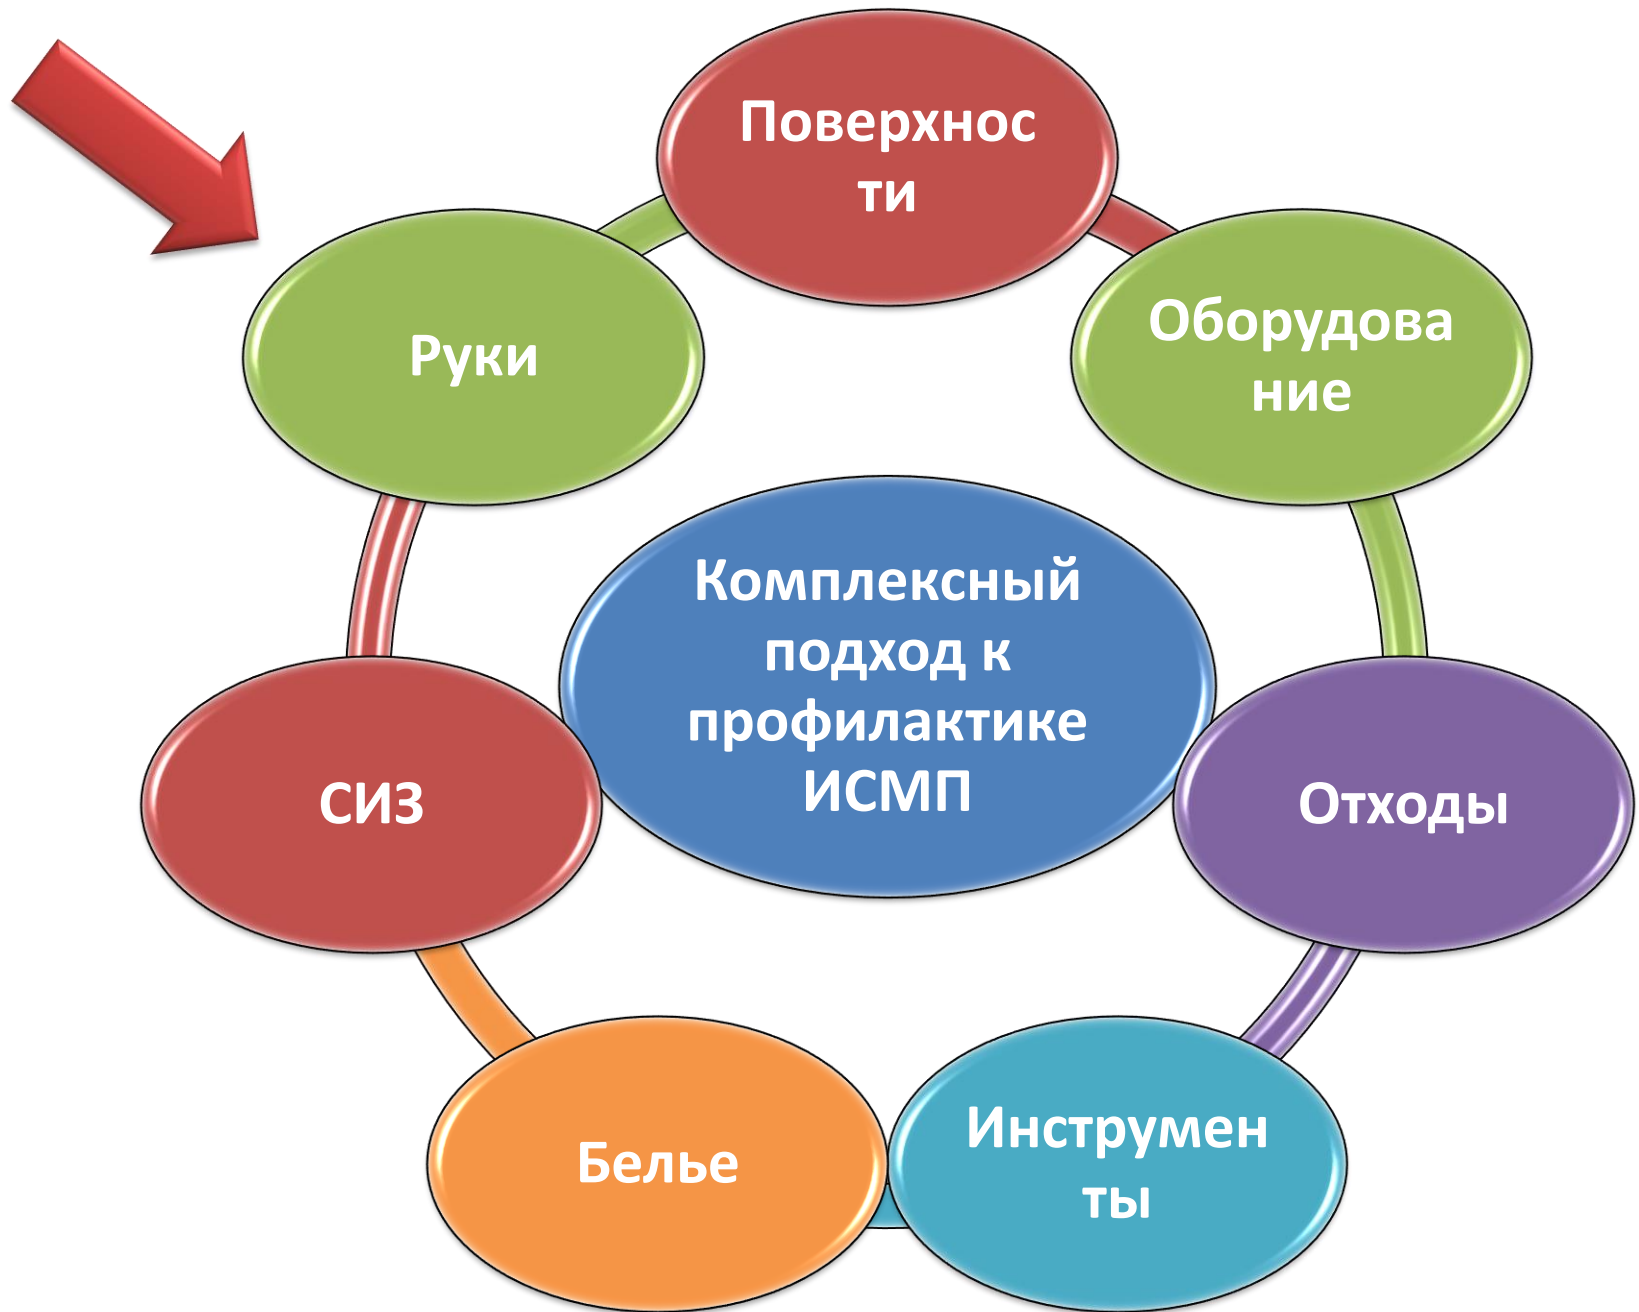 Поверхнос
ти
Оборудова
ние
Руки
Комплексный
подход к
профилактике
ИСМП
СИЗ
Отходы
Белье
Инструмен
ты